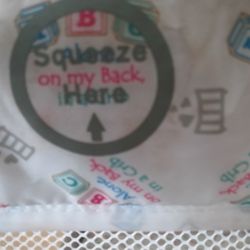 B
Squeeze
on my Back,
Here
C
B
Alone,
on my Back,
in a Crib